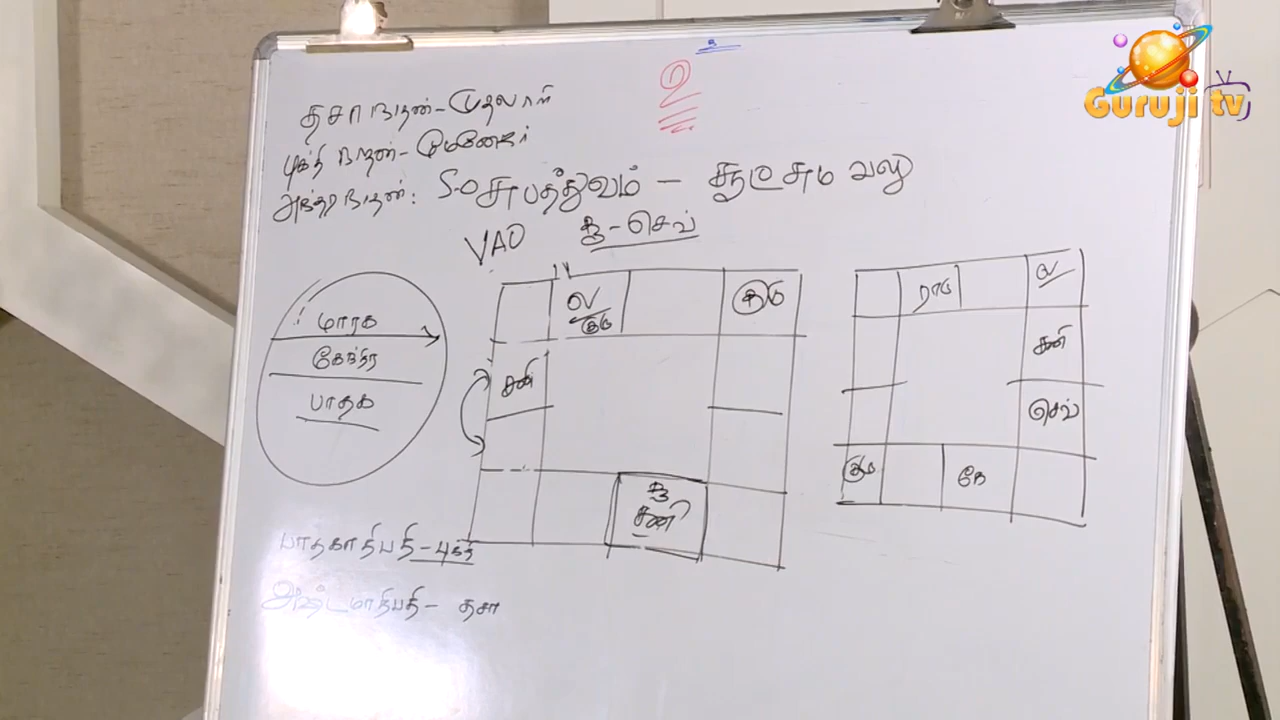 Guruji tv
உ
தசா நாதன் - முதலாளி
புக்தி நாதன் - மேனேஜர்
அந்தர நாதன் :
சுபத்துவம் - சூட்சும வலு
VAO
சூ - செவ்
மாரக
கேந்திர
பாதக
ல
குரு
குரு
சனி
சூ
சனி
ராகு
ல
சனி
செவ்
குரு
கே
பாதகாதிபதி - புக்தி
அஷ்டமாதிபதி - தசா